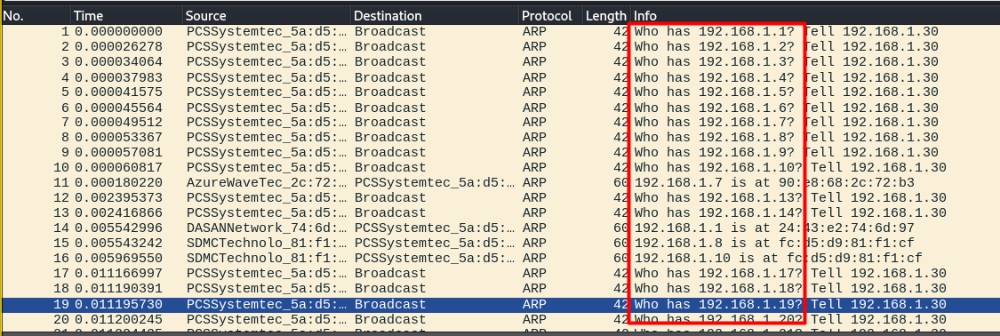 No. Time Source Destination Protocol Length Info
1 0.000000000 PCSSystemtec_5a:d5:… Broadcast ARP 42 Who has 192.168.1.1? Tell 192.168.1.30
2 0.000026278 PCSSystemtec_5a:d5:… Broadcast ARP 42 Who has 192.168.1.2? Tell 192.168.1.30
3 0.000034064 PCSSystemtec_5a:d5:… Broadcast ARP 42 Who has 192.168.1.3? Tell 192.168.1.30
4 0.000037983 PCSSystemtec_5a:d5:… Broadcast ARP 42 Who has 192.168.1.4? Tell 192.168.1.30
5 0.000041575 PCSSystemtec_5a:d5:… Broadcast ARP 42 Who has 192.168.1.5? Tell 192.168.1.30
6 0.000045564 PCSSystemtec_5a:d5:… Broadcast ARP 42 Who has 192.168.1.6? Tell 192.168.1.30
7 0.000049512 PCSSystemtec_5a:d5:… Broadcast ARP 42 Who has 192.168.1.7? Tell 192.168.1.30
8 0.000053367 PCSSystemtec_5a:d5:… Broadcast ARP 42 Who has 192.168.1.8? Tell 192.168.1.30
9 0.000057081 PCSSystemtec_5a:d5:… Broadcast ARP 42 Who has 192.168.1.9? Tell 192.168.1.30
10 0.000060817 PCSSystemtec_5a:d5:… Broadcast ARP 42 Who has 192.168.1.10? Tell 192.168.1.30
11 0.000180220 AzureWaveTec_2c:72:… PCSSystemtec_5a:d5:… ARP 60 192.168.1.7 is at 90:e8:68:2c:72:b3
12 0.002395373 PCSSystemtec_5a:d5:… Broadcast ARP 42 Who has 192.168.1.13? Tell 192.168.1.30
13 0.002416866 PCSSystemtec_5a:d5:… Broadcast ARP 42 Who has 192.168.1.14? Tell 192.168.1.30
14 0.005542996 DASANNetwork_74:6d:… PCSSystemtec_5a:d5:… ARP 60 192.168.1.1 is at 24:43:e2:74:6d:97
15 0.005543242 SDMCTechnolo_81:f1:… PCSSystemtec_5a:d5:… ARP 60 192.168.1.8 is at fc:d5:d9:81:f1:cf
16 0.005969550 SDMCTechnolo_81:f1:… PCSSystemtec_5a:d5:… ARP 60 192.168.1.10 is at fc:d5:d9:81:f1:cf
17 0.011166997 PCSSystemtec_5a:d5:… Broadcast ARP 42 Who has 192.168.1.17? Tell 192.168.1.30
18 0.011190391 PCSSystemtec_5a:d5:… Broadcast ARP 42 Who has 192.168.1.18? Tell 192.168.1.30
19 0.011195730 PCSSystemtec_5a:d5:… Broadcast ARP 42 Who has 192.168.1.19? Tell 192.168.1.30
20 0.011200245 PCSSystemtec_5a:d5:… Broadcast ARP 42 Who has 192.168.1.20? Tell 192.168.1.30